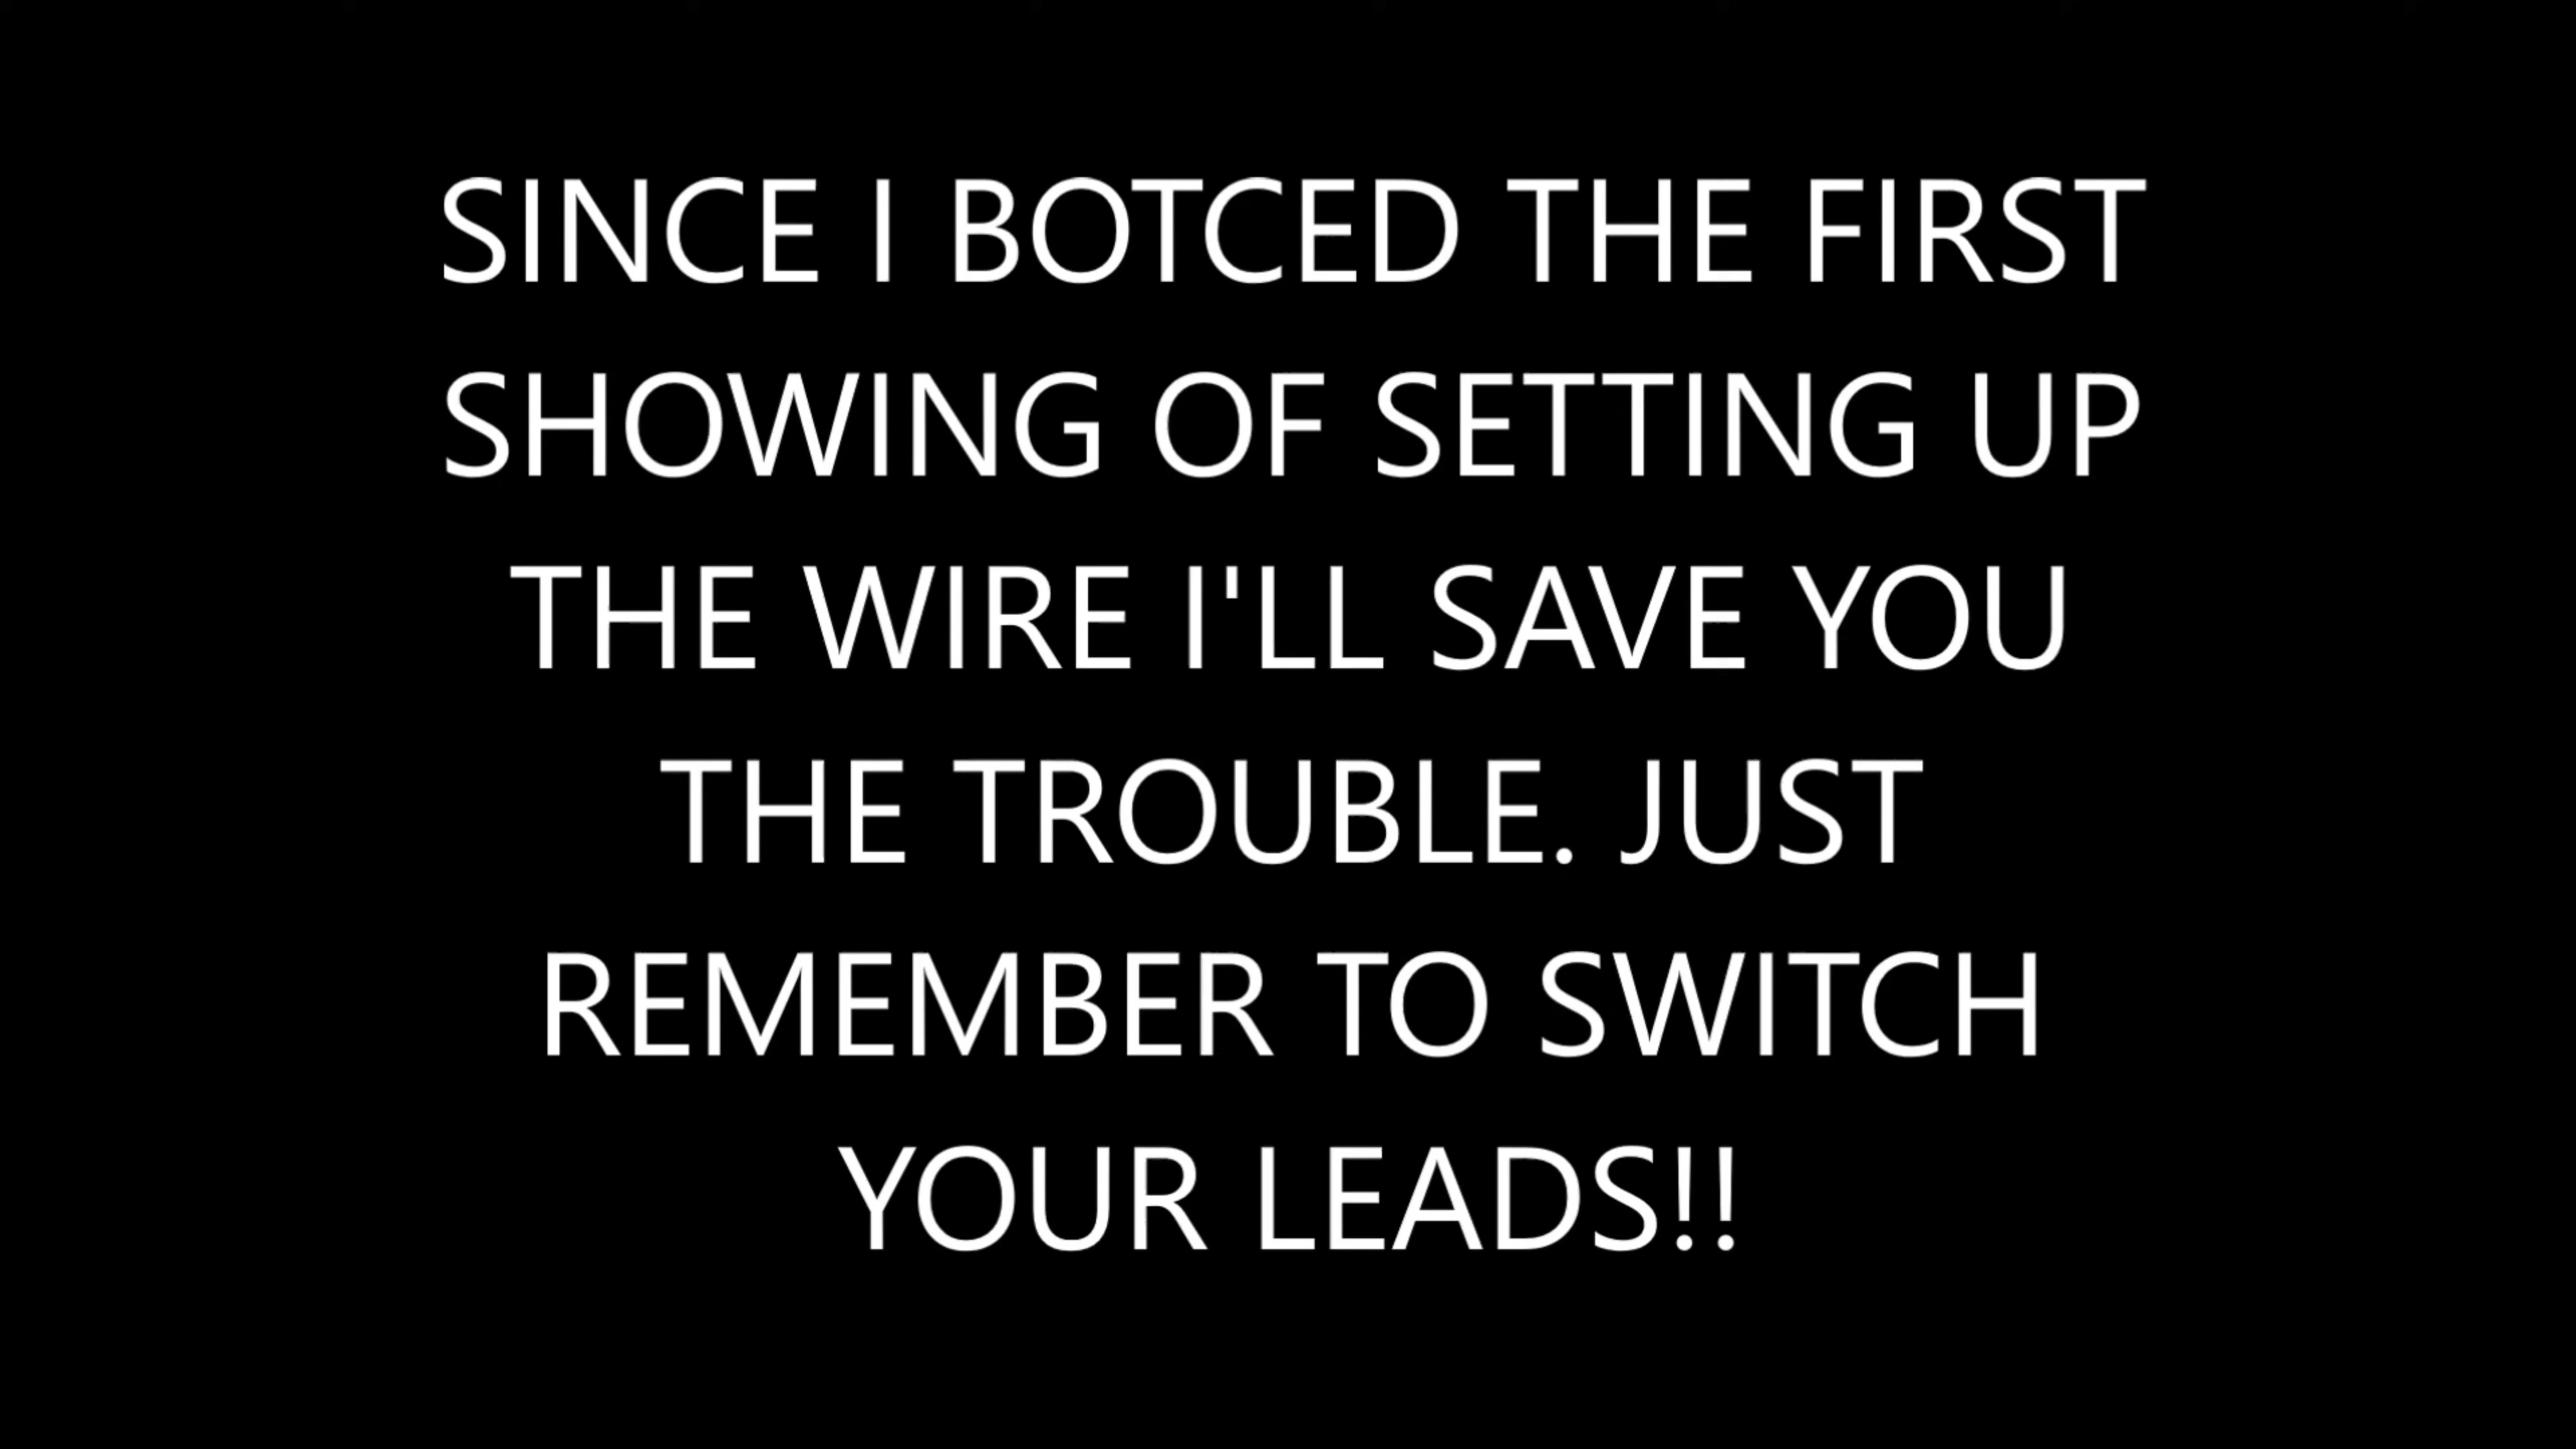 SINCE I BOTCED THE FIRST
SHOWING OF SETTING UP
THE WIRE I'LL SAVE YOU
THE TROUBLE. JUST
REMEMBER TO SWITCH
YOUR LEADS!!